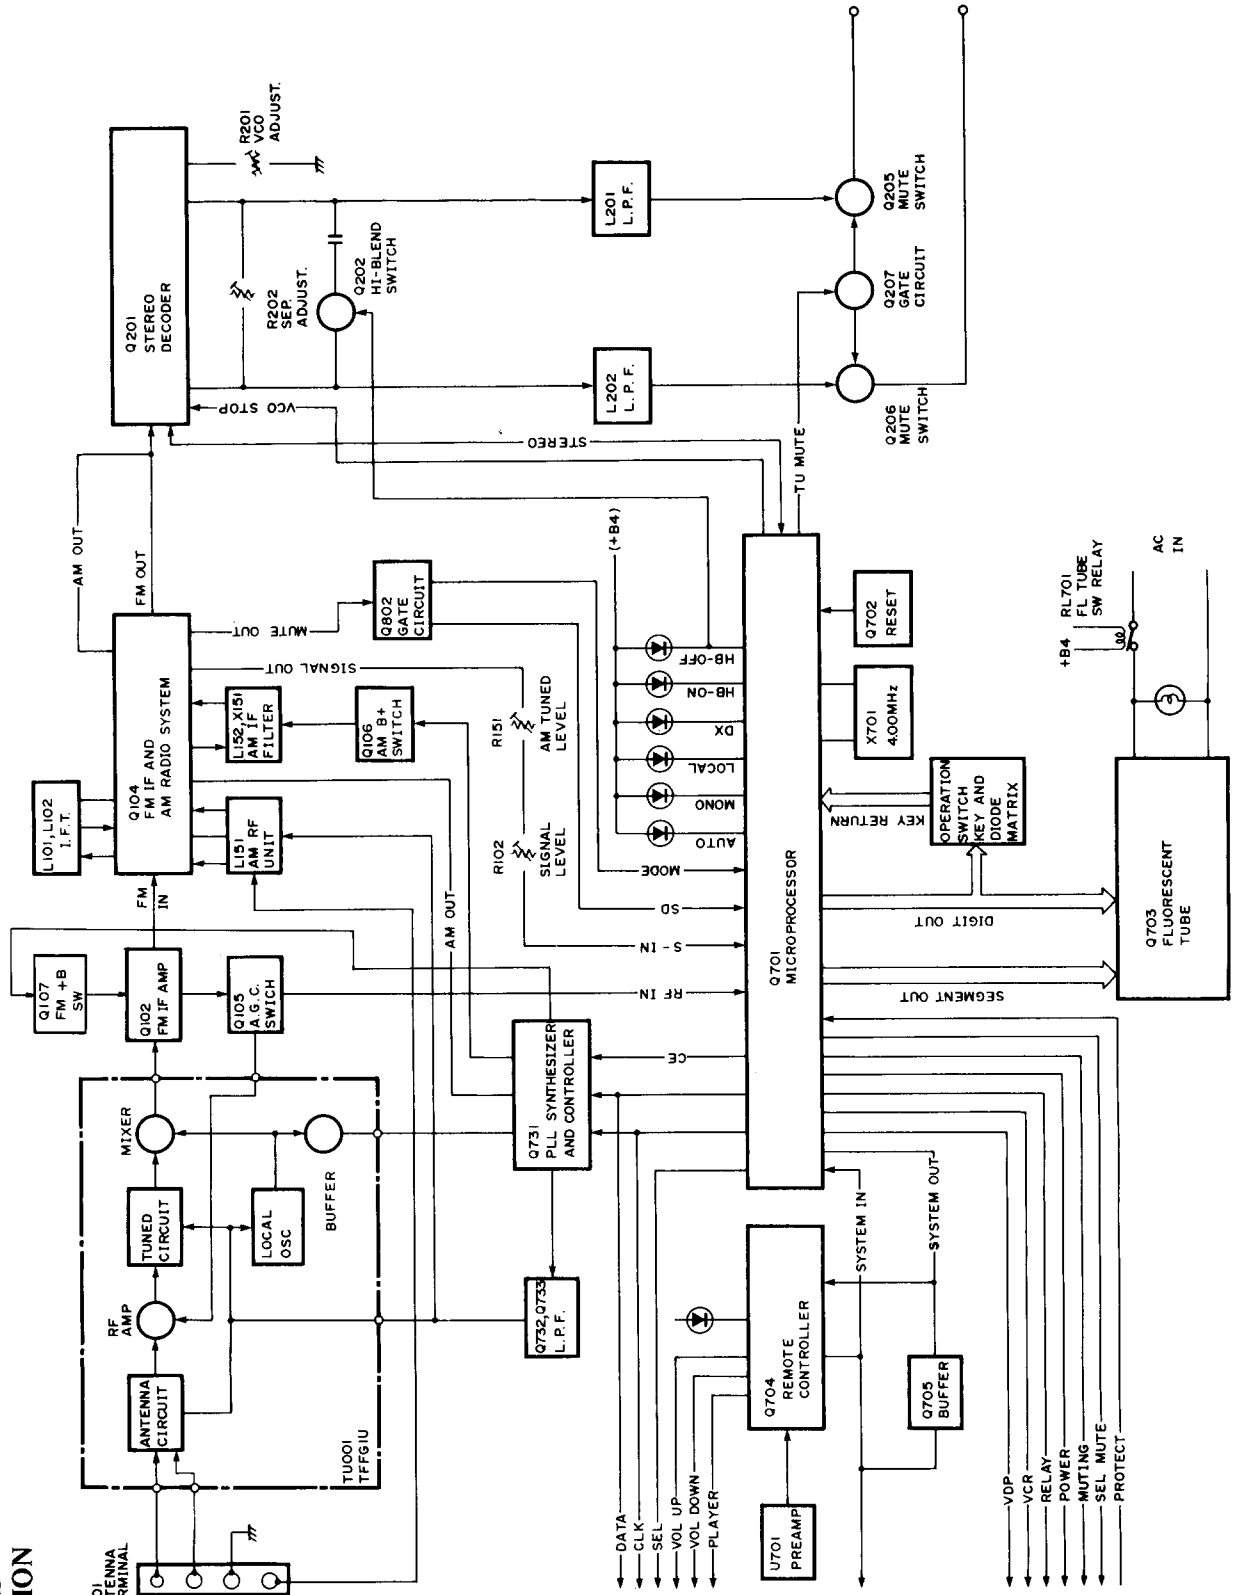 ION
ANTENNA
CIRCUIT
RF
AMP
TUNED
CIRCUIT
MIXER
LOCAL
OSC
BUFFER
TU001
TFFG1U
Q107
FM +B
SW
Q102
FM IF AMP
Q105
A.G.C.
SWICH
FM
IN
L101, L102
I.F.T.
Q104
FM IF AND
AM RADIO SYSTEM
L151
AM RF
UNIT
L152, X151
AM IF
FILTER
Q106
AM B+
SWITCH
AM OUT
FM OUT
MUTE OUT
SIGNAL OUT
Q802
GATE
CIRCUIT
AM OUT
R102
SIGNAL
LEVEL
R151
AM TUNED
LEVEL
Q201
STEREO
DECODER
R201
VCO
ADJUST.
R202
SEP.
ADJUST.
Q202
HI-BLEND
SWITCH
VCO STOP
STEREO
L201
L.P.F.
L202
L.P.F.
Q205
MUTE
SWITCH
Q207
GATE
CIRCUIT
Q206
MUTE
SWITCH
TU MUTE
Q732, Q733
L.P.F.
Q731
PLL SYNTHESIZER
AND CONTROLLER
CE
RF IN
S-IN
SD
MODE
AUTO
MONO
LOCAL
DX
HB-ON
HB-OFF
(+B4)
Q701
MICROPROCESSOR
DATA
CLK
SEL
VOL UP
VOL DOWN
PLAYER
U701
PREAMP
Q704
REMOTE
CONTROLLER
Q705
BUFFER
SYSTEM IN
SYSTEM OUT
VDP
VCR
RELAY
POWER
MUTING
SEL MUTE
PROTECT
SEGMENT OUT
DIGIT OUT
KEY RETURN
OPERATION
SWITCH
KEY AND
DIODE
MATRIX
X701
4.00MHz
Q702
RESET
Q703
FLUORESCENT
TUBE
+B4
RL701
FL TUBE
SW RELAY
AC
IN